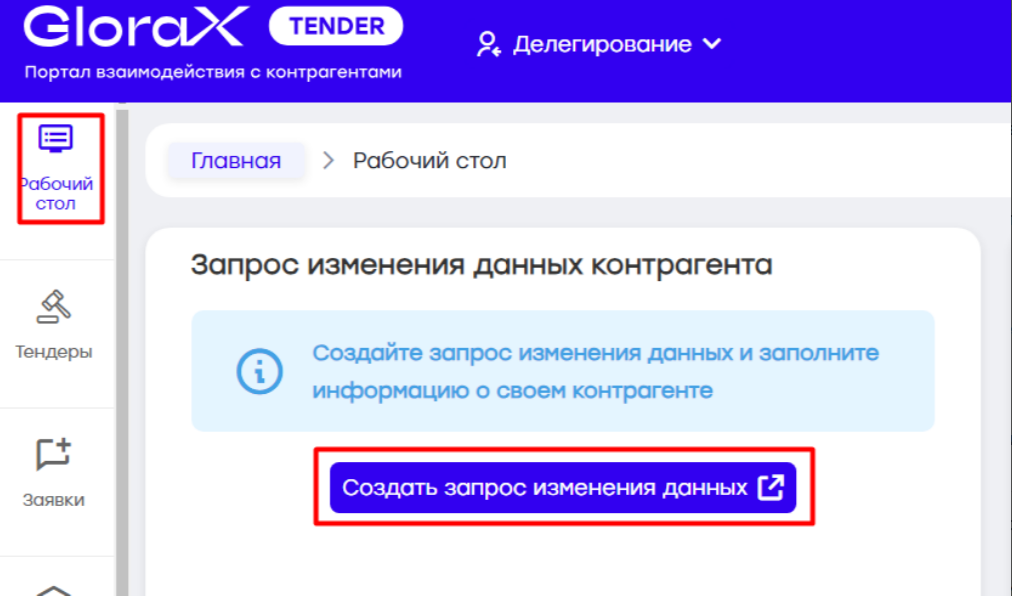 GloraX TENDER
Портал взаимодействия с контрагентами
Делегирование
Рабочий
стол
Главная > Рабочий стол
Запрос изменения данных контрагента
Создайте запрос изменения данных и заполните
информацию о своем контрагенте
Тендеры
Создать запрос изменения данных
Заявки